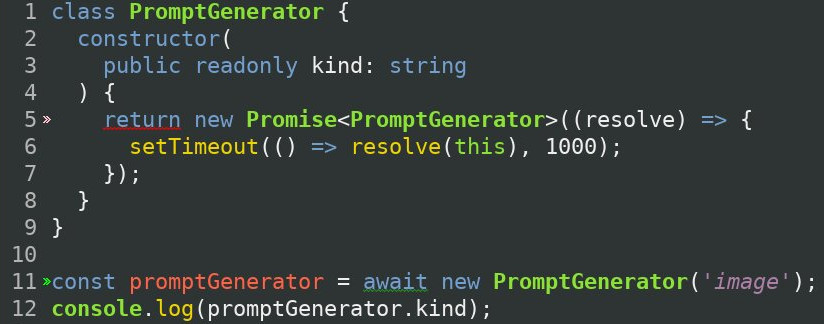 1 class PromptGenerator {
2   constructor(
3     public readonly kind: string
4   ) {
5 »    return new Promise<PromptGenerator>((resolve) => {
6       setTimeout(() => resolve(this), 1000);
7     });
8   }
9 }
10
11 »const promptGenerator = await new PromptGenerator('image');
12 console.log(promptGenerator.kind);